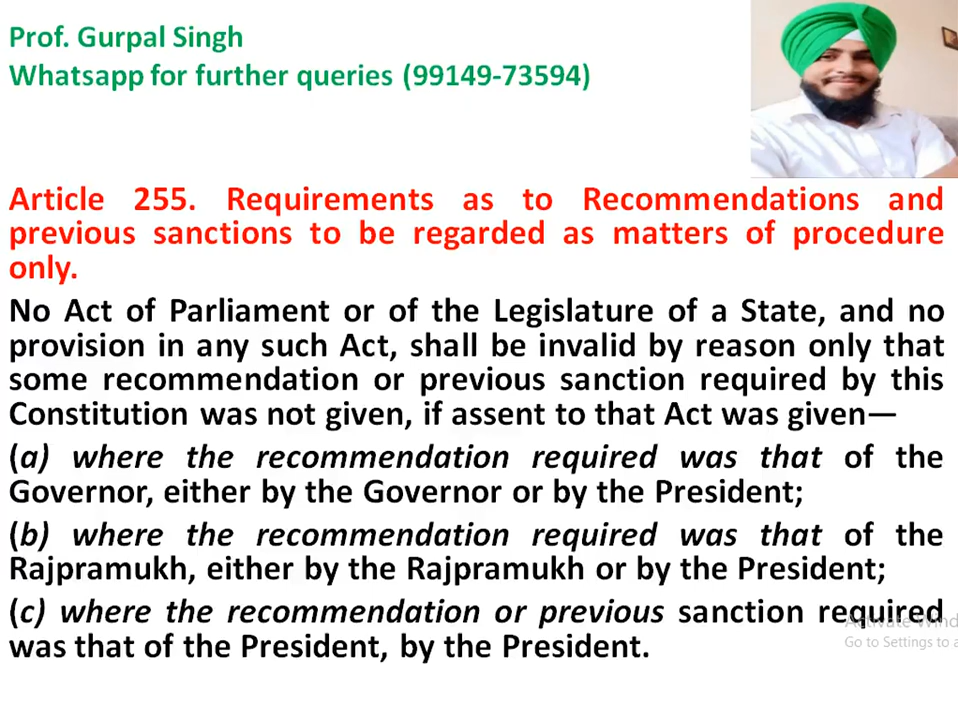 Prof. Gurpal Singh
Whatsapp for further queries (99149-73594)
Article 255. Requirements as to Recommendations and
previous sanctions to be regarded as matters of procedure
only.
No Act of Parliament or of the Legislature of a State, and no
provision in any such Act, shall be invalid by reason only that
some recommendation or previous sanction required by this
Constitution was not given, if assent to that Act was given—
(a) where the recommendation required was that of the
Governor, either by the Governor or by the President;
(b) where the recommendation required was that of the
Rajpramukh, either by the Rajpramukh or by the President;
(c) where the recommendation or previous sanction required
was that of the President, by the President.
Activate Wind
Go to Settings to a